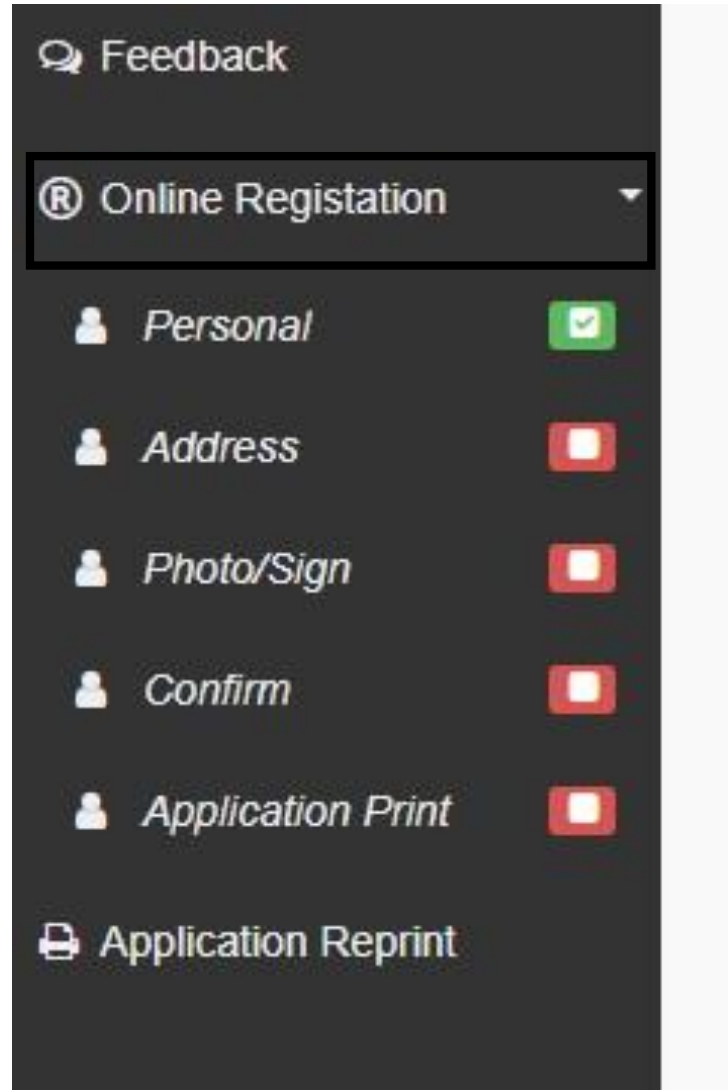 Feedback
® Online Registation
Personal
Address
Photo/Sign
Confirm
Application Print
Application Reprint